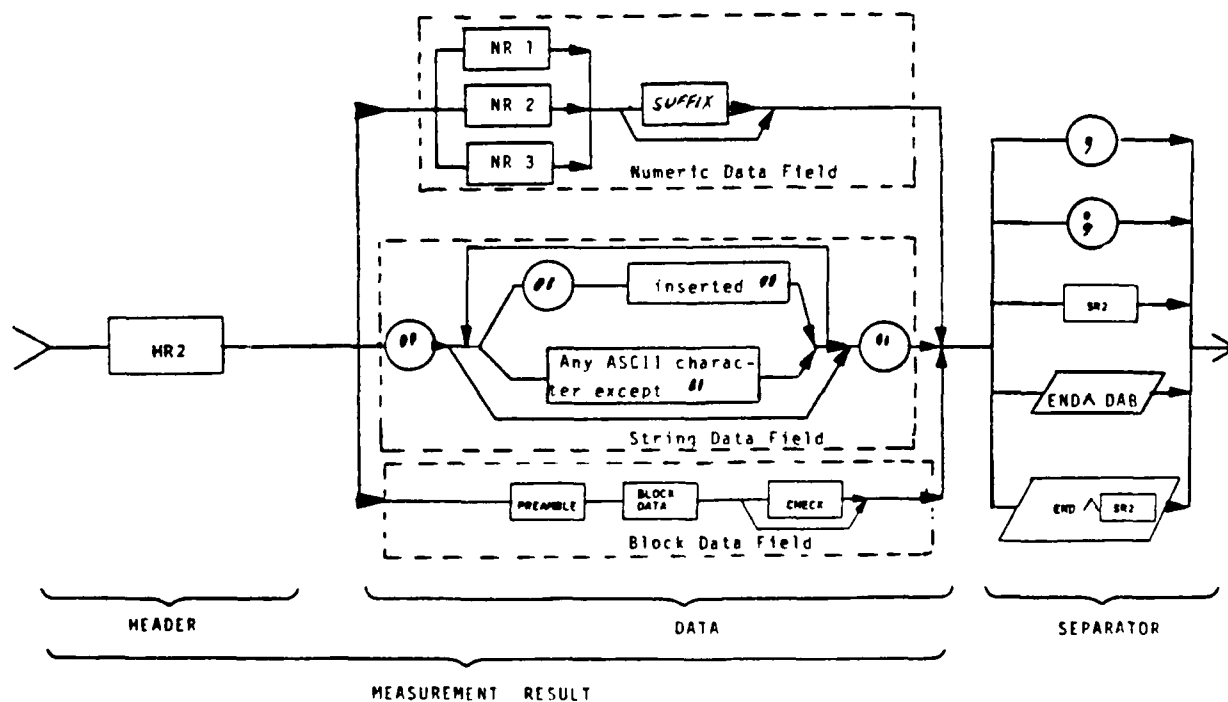 NR 1
NR 2
NR 3
SUFFIX
Numeric Data Field
HR2
"
"
inserted "
Any ASCII charac-
ter except "
"
String Data Field
PREAMBLE
BLOCK
DATA
CHECK
Block Data Field
,
;
SR2
END∧ DAB
END ∧ SR2
HEADER
DATA
SEPARATOR
MEASUREMENT RESULT